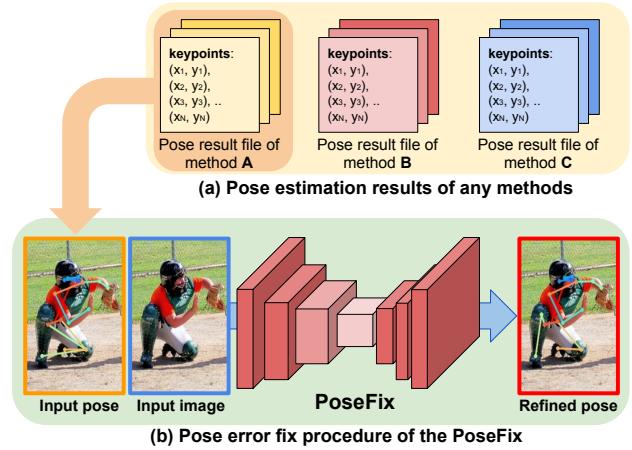 keypoints:
(x1, y1),
(x2, y2),
(x3, y3), ..
(xN, yN)
Pose result file of
method A
keypoints:
(x1, y1),
(x2, y2),
(x3, y3), ..
(xN, yN)
Pose result file of
method B
keypoints:
(x1, y1),
(x2, y2),
(x3, y3), ..
(xN, yN)
Pose result file of
method C
(a) Pose estimation results of any methods
Input pose
Input image
PoseFix
Refined pose
(b) Pose error fix procedure of the PoseFix